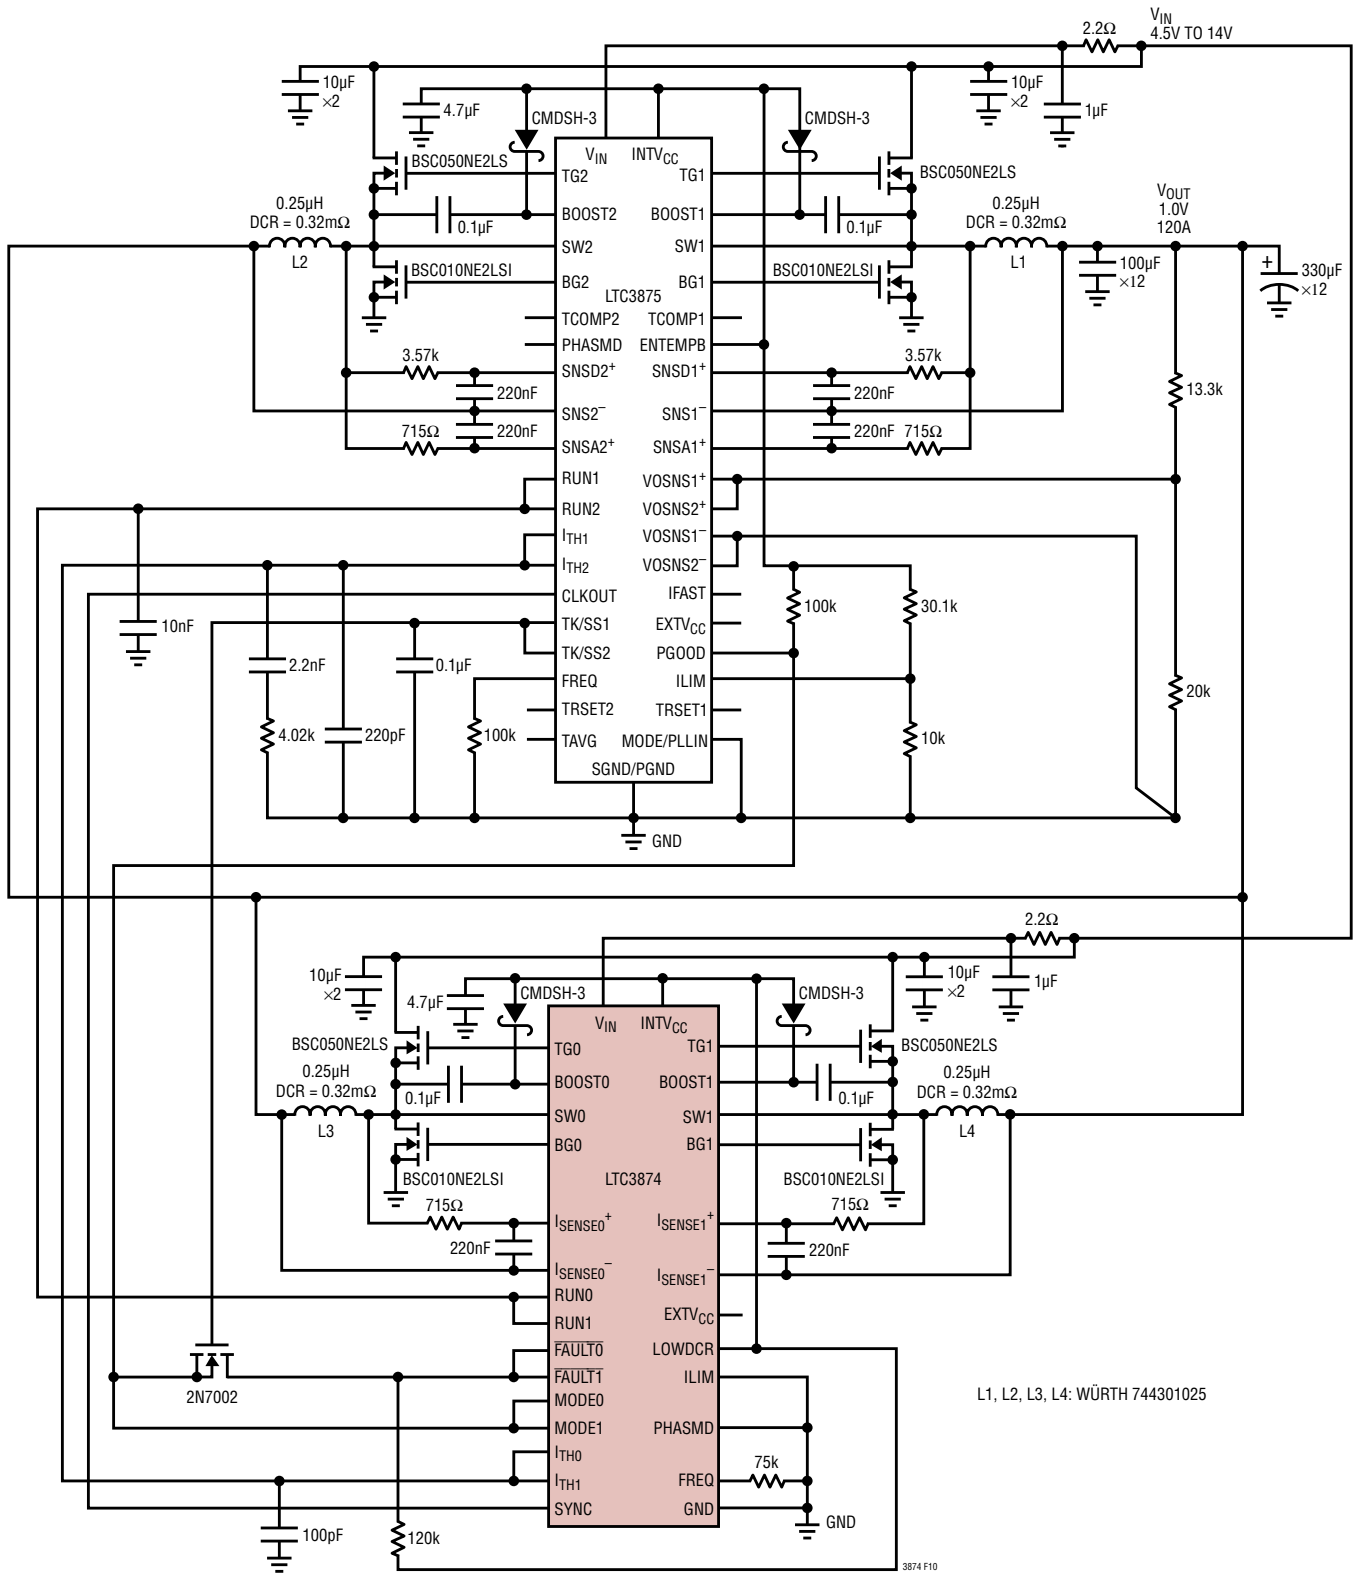 V_IN
4.5V TO 14V
2.2Ω
10µF
×2
4.7µF
CMDSH-3
CMDSH-3
10µF
×2
1µF
V_IN
INTV_CC
BSC050NE2LS
TG2
TG1
BSC050NE2LS
0.25µH
DCR = 0.32mΩ
L2
0.1µF
BOOST2
BOOST1
0.1µF
0.25µH
DCR = 0.32mΩ
L1
V_OUT
1.0V
120A
SW2
SW1
BSC010NE2LSI
BG2
BG1
BSC010NE2LSI
LTC3875
100µF
×12
+
330µF
×12
TCOMP2
TCOMP1
PHASMD
ENTEMPB
3.57k
SNSD2⁺
SNSD1⁺
3.57k
220nF
220nF
13.3k
SNS2⁻
SNS1⁻
715Ω
220nF
220nF
715Ω
SNSA2⁺
SNSA1⁺
RUN1
VOSNS1⁺
RUN2
VOSNS2⁺
I_TH1
VOSNS1⁻
I_TH2
VOSNS2⁻
CLKOUT
IFAST
100k
30.1k
10nF
TK/SS1
EXTV_CC
TK/SS2
PGOOD
2.2nF
0.1µF
FREQ
ILIM
20k
TRSET2
TRSET1
4.02k
220pF
100k
TAVG
MODE/PLLIN
10k
SGND/PGND
GND
2.2Ω
10µF
×2
4.7µF
CMDSH-3
CMDSH-3
10µF
×2
1µF
V_IN
INTV_CC
BSC050NE2LS
TG0
TG1
BSC050NE2LS
0.25µH
DCR = 0.32mΩ
L3
0.1µF
BOOST0
BOOST1
0.1µF
0.25µH
DCR = 0.32mΩ
L4
SW0
SW1
BG0
BG1
BSC010NE2LSI
LTC3874
BSC010NE2LSI
715Ω
I_SENSE0⁺
I_SENSE1⁺
715Ω
220nF
220nF
I_SENSE0⁻
I_SENSE1⁻
RUN0
RUN1
EXTV_CC
FAULT0
LOWDCR
FAULT1
ILIM
2N7002
MODE0
MODE1
PHASMD
L1, L2, L3, L4: WÜRTH 744301025
I_TH0
I_TH1
FREQ
75k
SYNC
GND
GND
100pF
120k
3874 F10